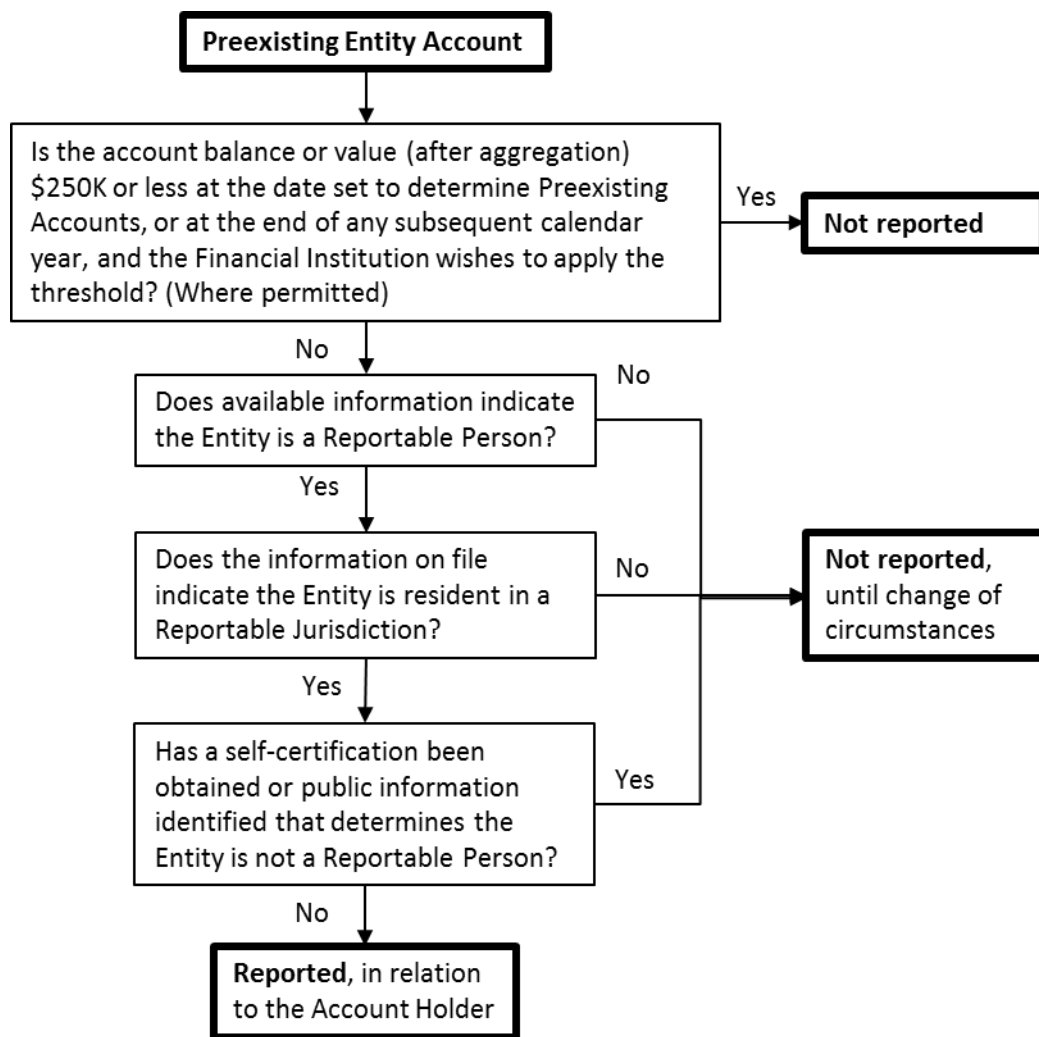 Preexisting Entity Account
Is the account balance or value (after aggregation)
$250K or less at the date set to determine Preexisting
Accounts, or at the end of any subsequent calendar
year, and the Financial Institution wishes to apply the
threshold? (Where permitted)
Yes
Not reported
No
Does available information indicate
the Entity is a Reportable Person?
No
Yes
Does the information on file
indicate the Entity is resident in a
Reportable Jurisdiction?
No
Not reported,
until change of
circumstances
Yes
Has a self-certification been
obtained or public information
identified that determines the
Entity is not a Reportable Person?
Yes
No
Reported, in relation
to the Account Holder